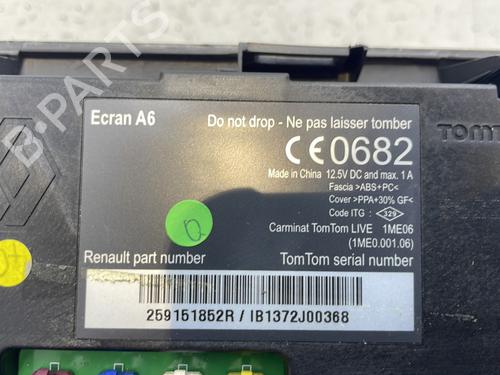 Ecran A6
Do not drop - Ne pas laisser tomber
CE0682
TOMT
Made in China 12.5V DC and max. 1 A
Fascia >ABS+PC<
Cover >PPA+30% GF<
Code ITG : 329
Carminat TomTom LIVE 1ME06
(1ME0.001.06)
Q
Renault part number
TomTom serial number
259151852R / IB1372J00368
B-PARTS